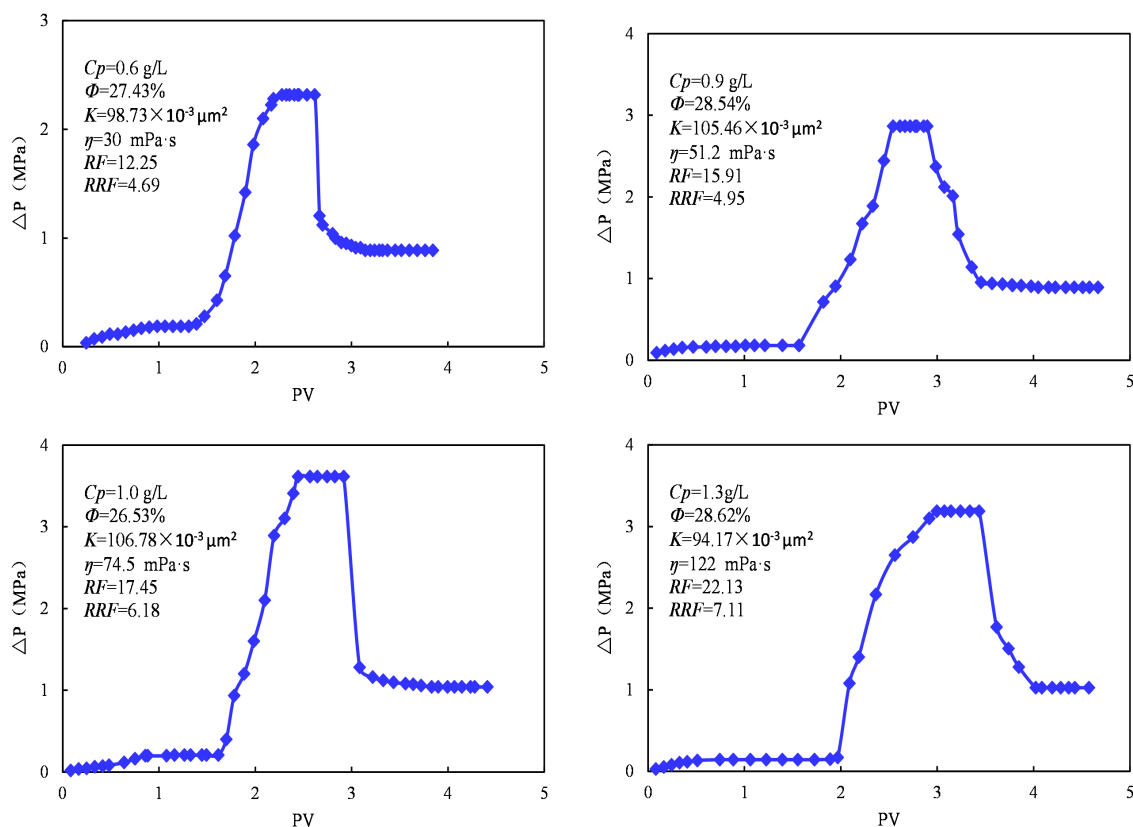 3
2
1
0
△P（MPa）
Cp=0.6 g/L
Φ=27.43%
K=98.73×10⁻³ μm²
η=30 mPa·s
RF=12.25
RRF=4.69
0 1 2 3 4 5
PV
4
3
2
1
0
△P（MPa）
Cp=0.9 g/L
Φ=28.54%
K=105.46×10⁻³ μm²
η=51.2 mPa·s
RF=15.91
RRF=4.95
0 1 2 3 4 5
PV
4
3
2
1
0
△P（MPa）
Cp=1.0 g/L
Φ=26.53%
K=106.78×10⁻³ μm²
η=74.5 mPa·s
RF=17.45
RRF=6.18
0 1 2 3 4 5
PV
4
3
2
1
0
△P（MPa）
Cp=1.3g/L
Φ=28.62%
K=94.17×10⁻³ μm²
η=122 mPa·s
RF=22.13
RRF=7.11
0 1 2 3 4 5
PV